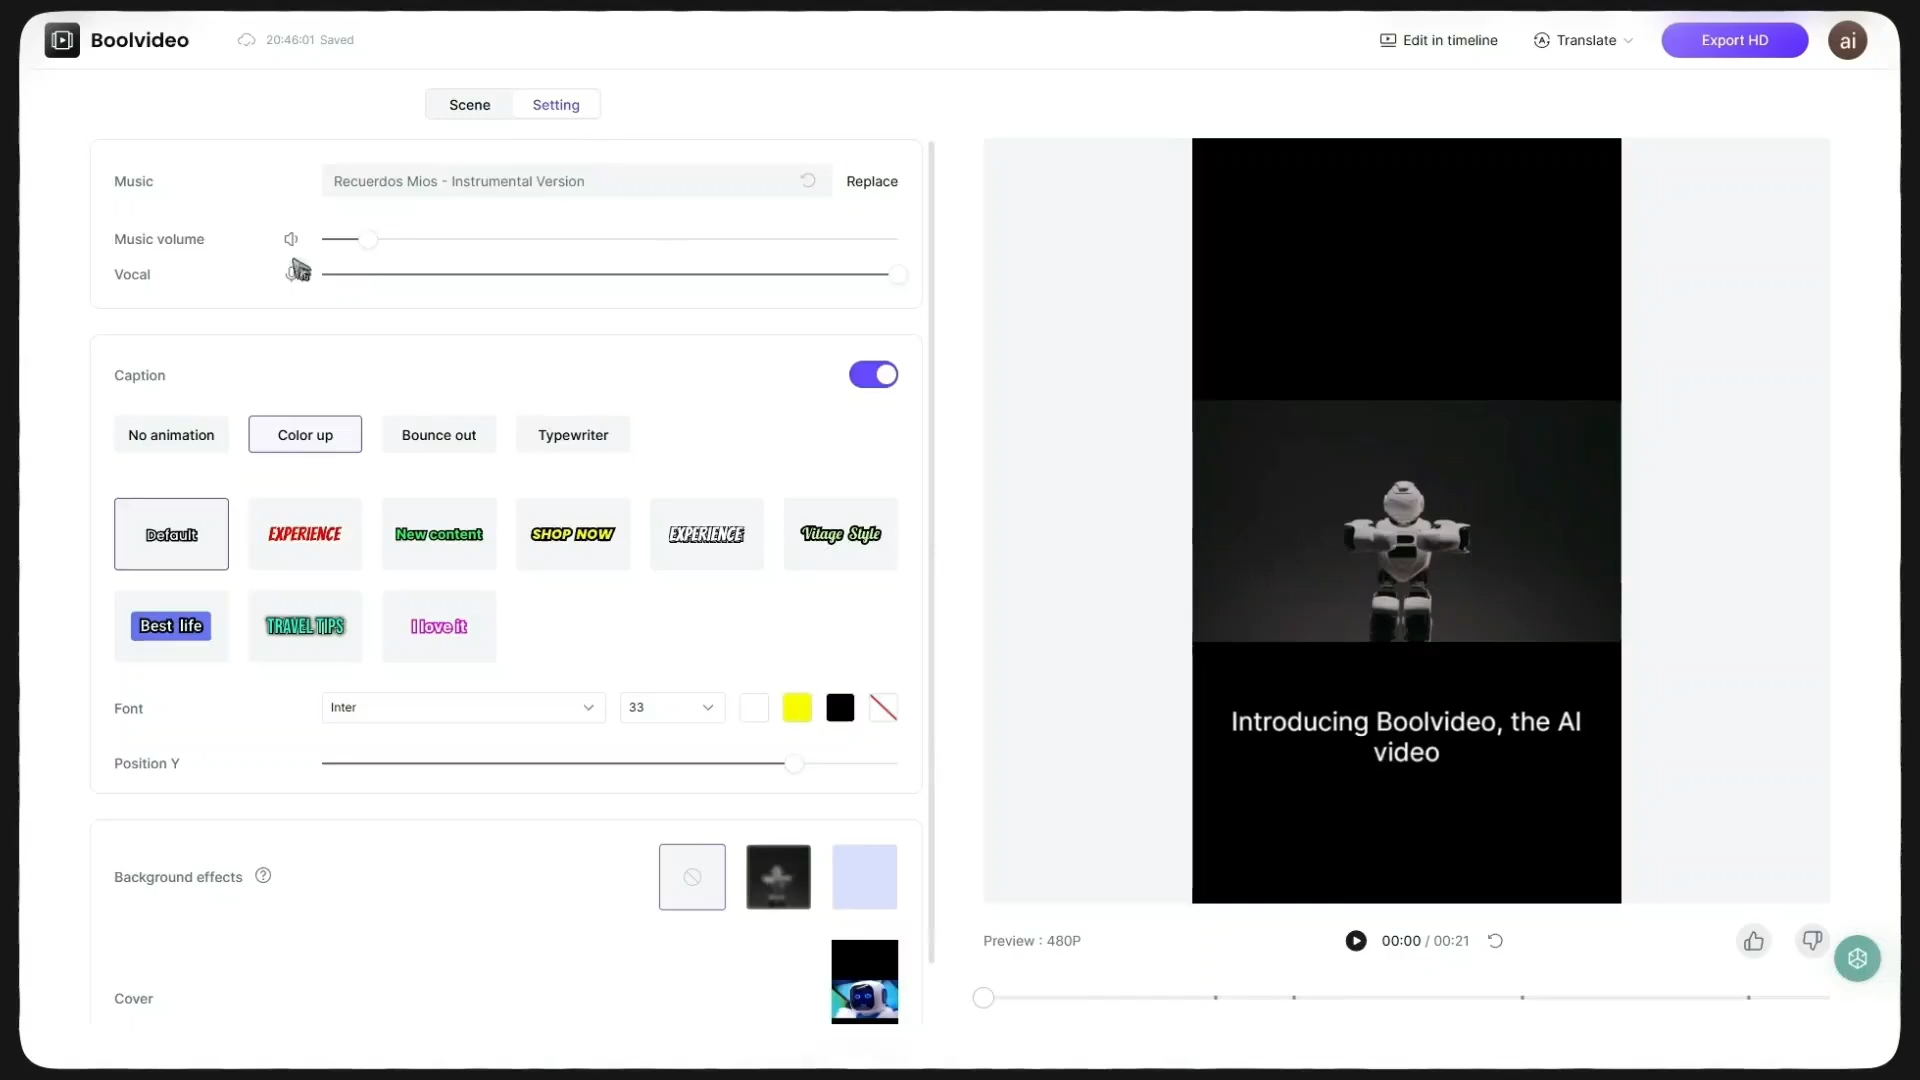 Boolvideo
20:46:01 Saved
Edit in timeline
Translate
Export HD
ai
Scene
Setting
Music
Recuerdos Mios - Instrumental Version
Replace
Music volume
Vocal
Caption
No animation
Color up
Bounce out
Typewriter
Default
EXPERIENCE
New content
SHOP NOW
EXPERIENCE
Vitage Style
Best life
TRAVEL TIPS
I love it
Font
Inter
33
Position Y
Background effects
Cover
Introducing Boolvideo, the AI
video
Preview : 480P
00:00 / 00:21